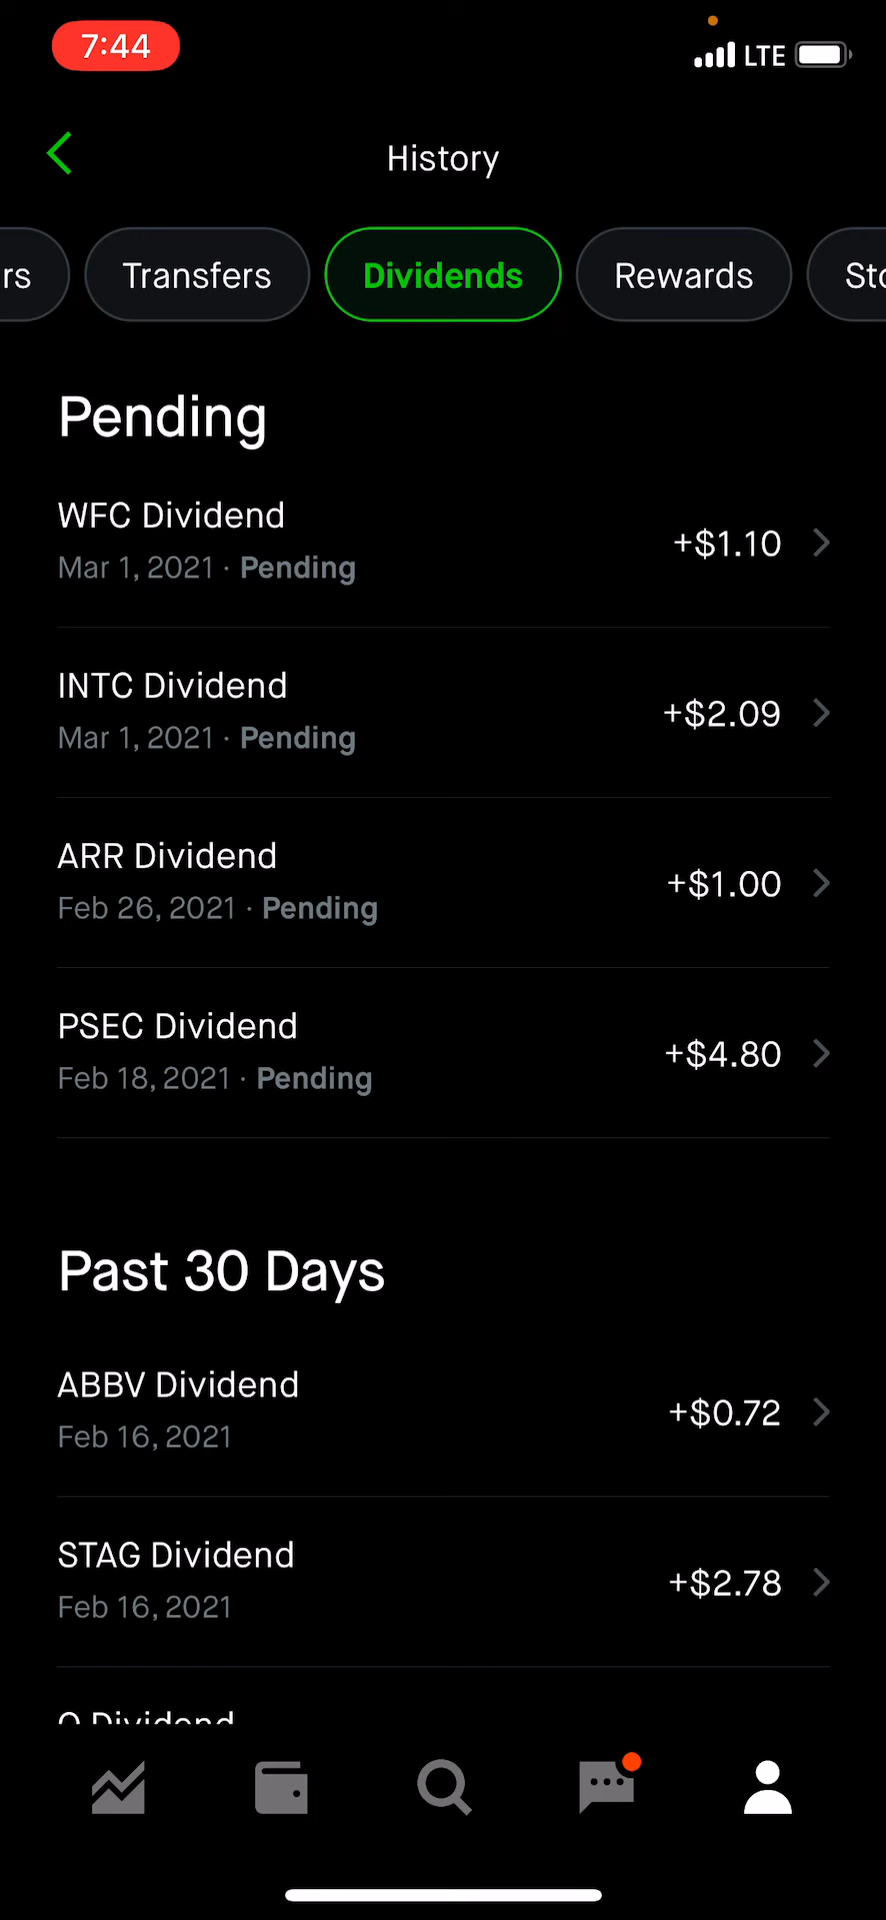 7:44
LTE
History
rs
Transfers
Dividends
Rewards
Sto
Pending
WFC Dividend
+$1.10
Mar 1, 2021 · Pending
INTC Dividend
+$2.09
Mar 1, 2021 · Pending
ARR Dividend
+$1.00
Feb 26, 2021 · Pending
PSEC Dividend
+$4.80
Feb 18, 2021 · Pending
Past 30 Days
ABBV Dividend
+$0.72
Feb 16, 2021
STAG Dividend
+$2.78
Feb 16, 2021
O Dividend